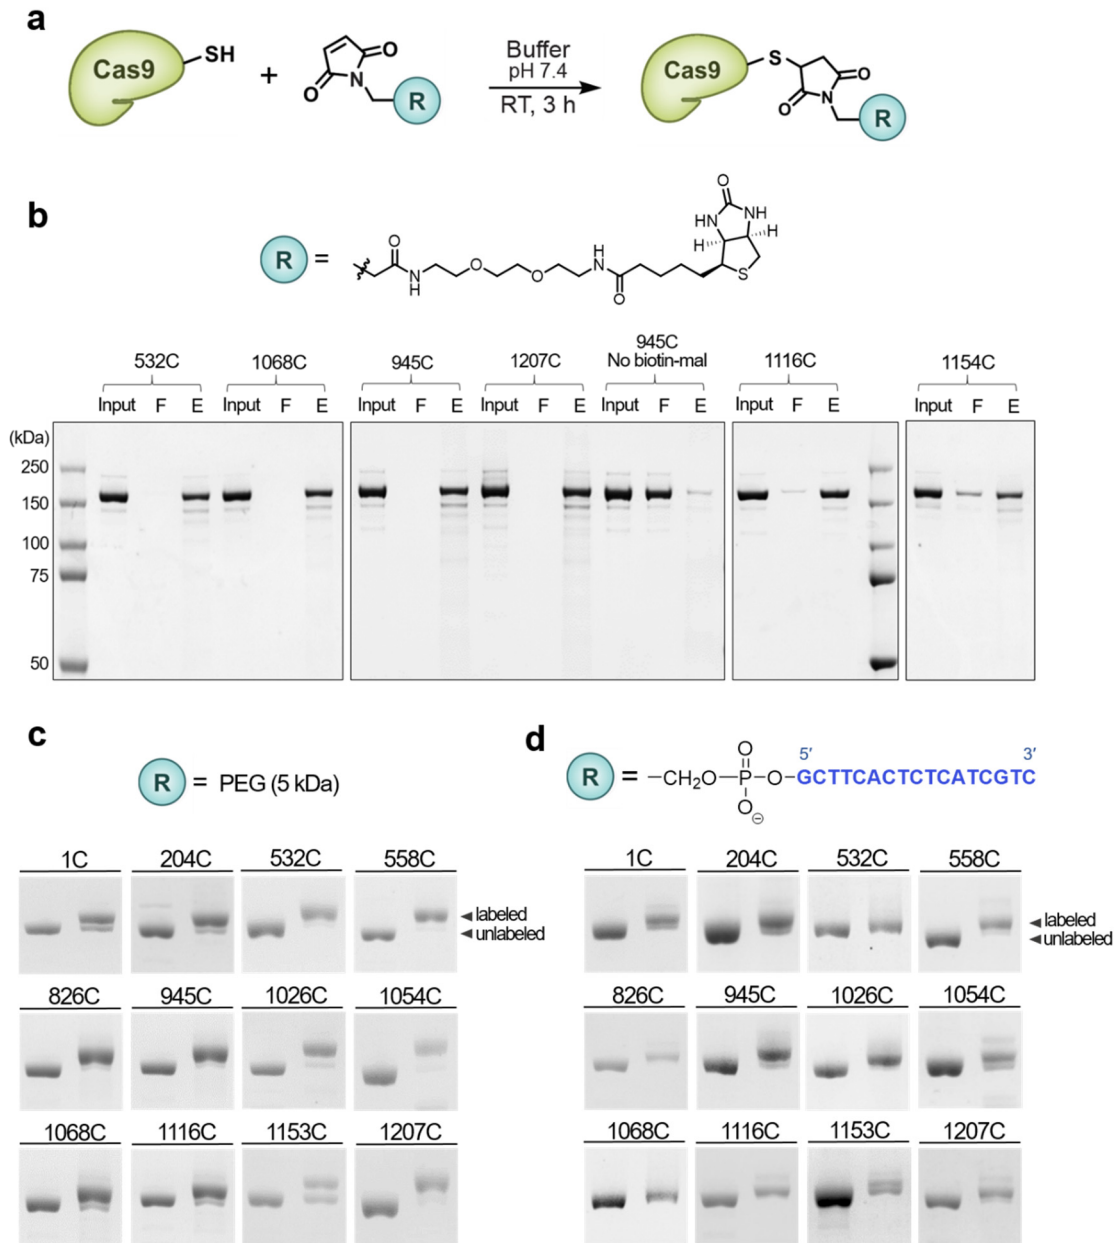 a
Cas9
SH
+
O
O
N
R
Buffer
pH 7.4
RT, 3 h
Cas9
S
O
O
N
R
b
R =
O
N
H
O
O
H
N
O
O
HN
NH
H
H
S
532C
1068C
945C
1207C
945C
No biotin-mal
1116C
1154C
Input F E Input F E Input F E Input F E Input F E Input F E Input F E
(kDa)
250
150
100
75
50
c
R = PEG (5 kDa)
1C 204C 532C 558C
labeled
unlabeled
826C 945C 1026C 1054C
1068C 1116C 1153C 1207C
d
R = —CH₂O—P—O—GCTTCACTCTCATCGTC
O
O
⊖
5′ 3′
1C 204C 532C 558C
labeled
unlabeled
826C 945C 1026C 1054C
1068C 1116C 1153C 1207C